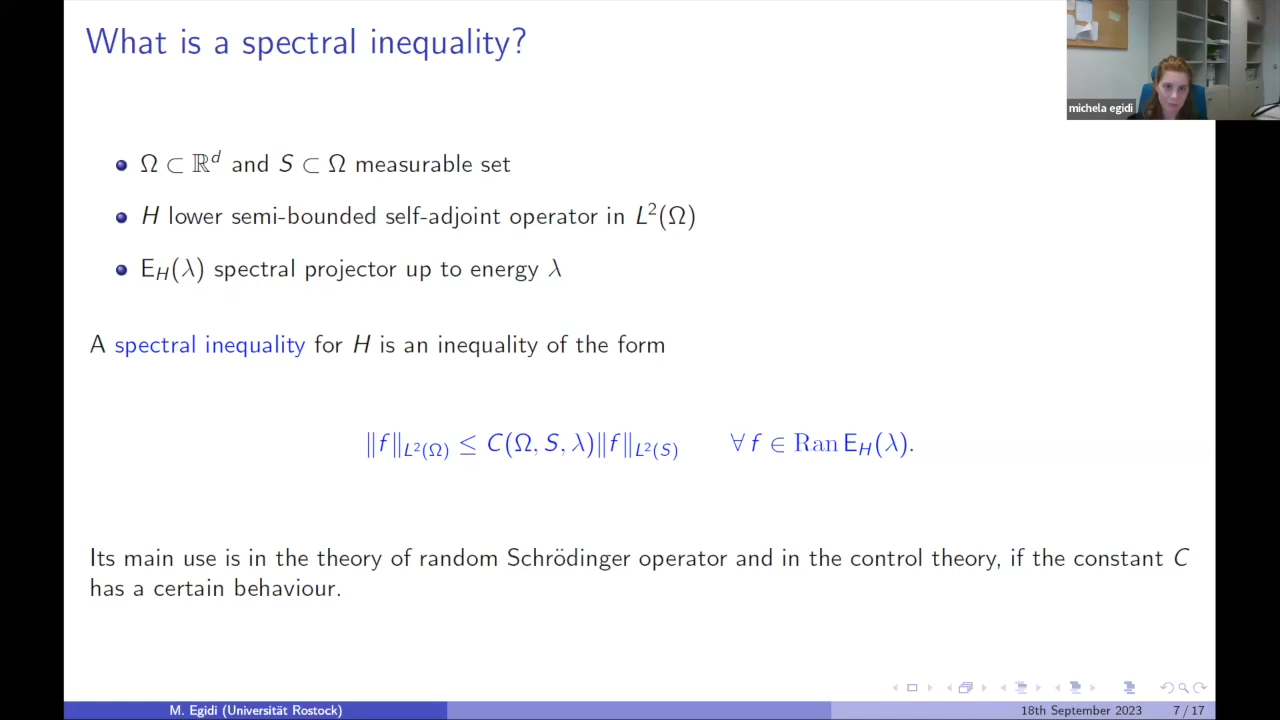 What is a spectral inequality?
michela egidi
Ω ⊂ ℝ^d and S ⊂ Ω measurable set
H lower semi-bounded self-adjoint operator in L²(Ω)
E_H(λ) spectral projector up to energy λ
A spectral inequality for H is an inequality of the form
‖f‖_{L²(Ω)} ≤ C(Ω, S, λ)‖f‖_{L²(S)} ∀ f ∈ Ran E_H(λ).
Its main use is in the theory of random Schrödinger operator and in the control theory, if the constant C
has a certain behaviour.
M. Egidi (Universität Rostock) 18th September 2023 7 / 17